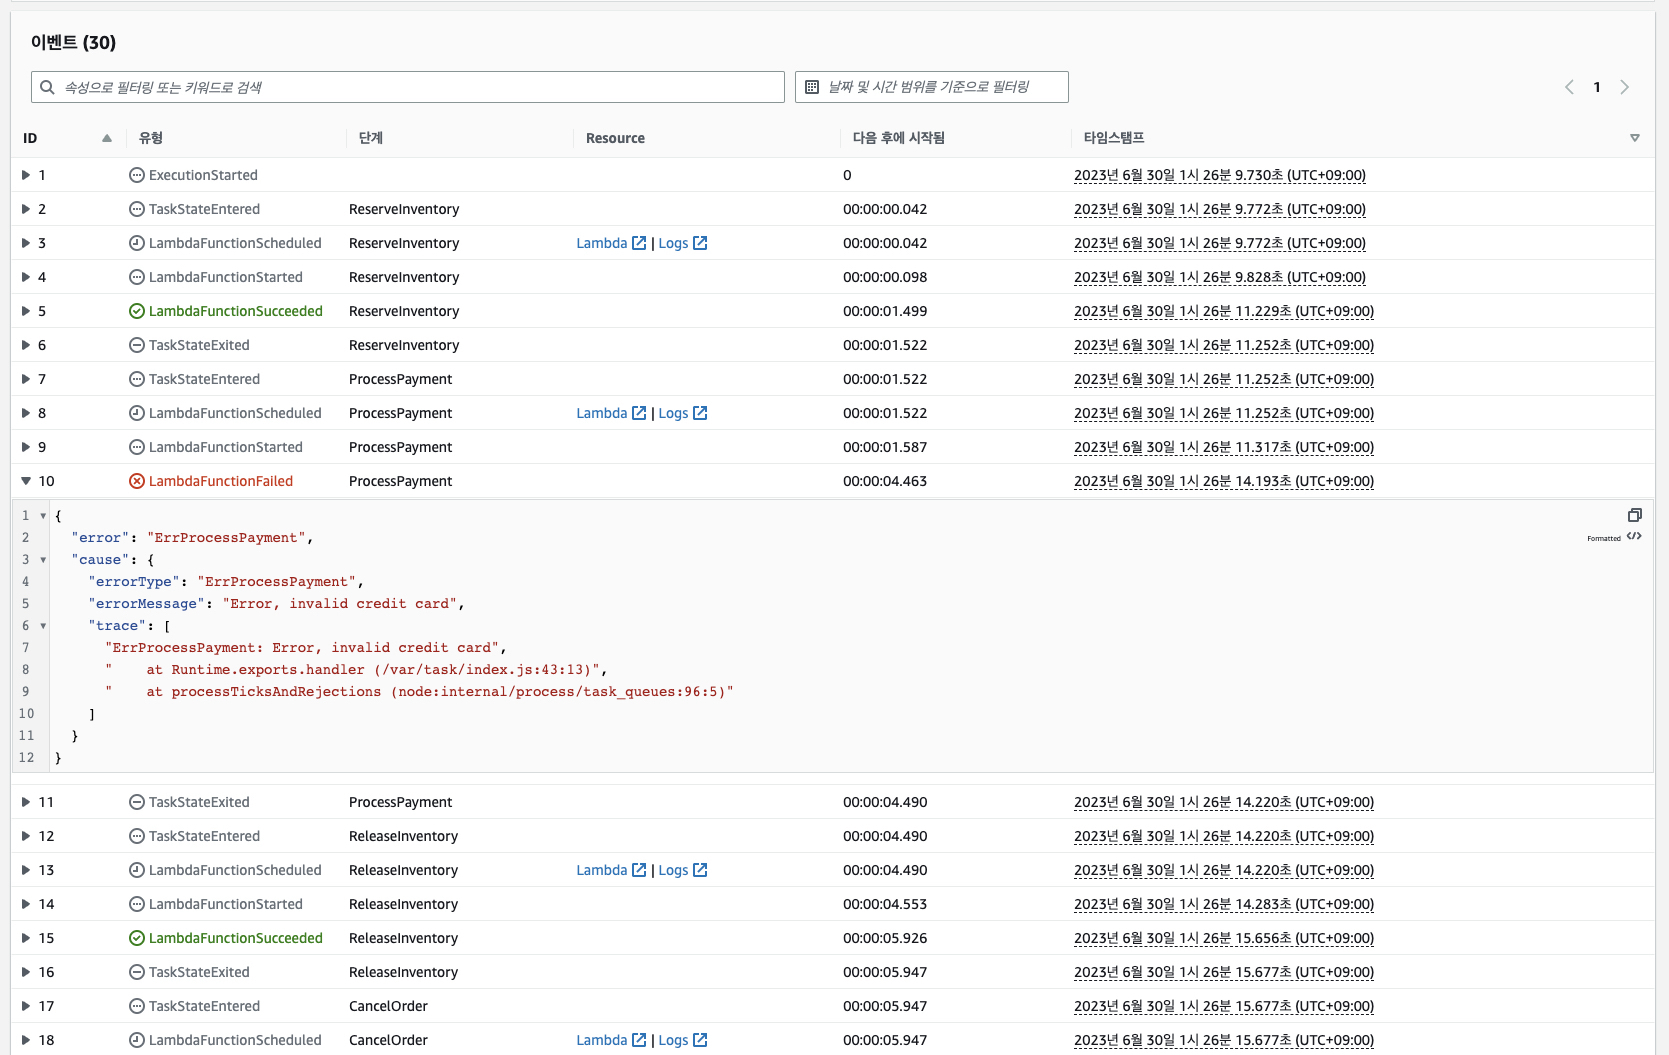 이벤트 (30)
속성으로 필터링 또는 키워드로 검색 날짜 및 시간 범위를 기준으로 필터링 1
ID 유형 단계 Resource 다음 후에 시작됨 타임스탬프
1 ExecutionStarted 0 2023년 6월 30일 1시 26분 9.730초 (UTC+09:00)
2 TaskStateEntered ReserveInventory 00:00:00.042 2023년 6월 30일 1시 26분 9.772초 (UTC+09:00)
3 LambdaFunctionScheduled ReserveInventory Lambda | Logs 00:00:00.042 2023년 6월 30일 1시 26분 9.772초 (UTC+09:00)
4 LambdaFunctionStarted ReserveInventory 00:00:00.098 2023년 6월 30일 1시 26분 9.828초 (UTC+09:00)
5 LambdaFunctionSucceeded ReserveInventory 00:00:01.499 2023년 6월 30일 1시 26분 11.229초 (UTC+09:00)
6 TaskStateExited ReserveInventory 00:00:01.522 2023년 6월 30일 1시 26분 11.252초 (UTC+09:00)
7 TaskStateEntered ProcessPayment 00:00:01.522 2023년 6월 30일 1시 26분 11.252초 (UTC+09:00)
8 LambdaFunctionScheduled ProcessPayment Lambda | Logs 00:00:01.522 2023년 6월 30일 1시 26분 11.252초 (UTC+09:00)
9 LambdaFunctionStarted ProcessPayment 00:00:01.587 2023년 6월 30일 1시 26분 11.317초 (UTC+09:00)
10 LambdaFunctionFailed ProcessPayment 00:00:04.463 2023년 6월 30일 1시 26분 14.193초 (UTC+09:00)
1 {
2 "error": "ErrProcessPayment", Formatted
3 "cause": {
4 "errorType": "ErrProcessPayment",
5 "errorMessage": "Error, invalid credit card",
6 "trace": [
7 "ErrProcessPayment: Error, invalid credit card",
8 "    at Runtime.exports.handler (/var/task/index.js:43:13)",
9 "    at processTicksAndRejections (node:internal/process/task_queues:96:5)"
10 ]
11 }
12 }
11 TaskStateExited ProcessPayment 00:00:04.490 2023년 6월 30일 1시 26분 14.220초 (UTC+09:00)
12 TaskStateEntered ReleaseInventory 00:00:04.490 2023년 6월 30일 1시 26분 14.220초 (UTC+09:00)
13 LambdaFunctionScheduled ReleaseInventory Lambda | Logs 00:00:04.490 2023년 6월 30일 1시 26분 14.220초 (UTC+09:00)
14 LambdaFunctionStarted ReleaseInventory 00:00:04.553 2023년 6월 30일 1시 26분 14.283초 (UTC+09:00)
15 LambdaFunctionSucceeded ReleaseInventory 00:00:05.926 2023년 6월 30일 1시 26분 15.656초 (UTC+09:00)
16 TaskStateExited ReleaseInventory 00:00:05.947 2023년 6월 30일 1시 26분 15.677초 (UTC+09:00)
17 TaskStateEntered CancelOrder 00:00:05.947 2023년 6월 30일 1시 26분 15.677초 (UTC+09:00)
18 LambdaFunctionScheduled CancelOrder Lambda | Logs 00:00:05.947 2023년 6월 30일 1시 26분 15.677초 (UTC+09:00)